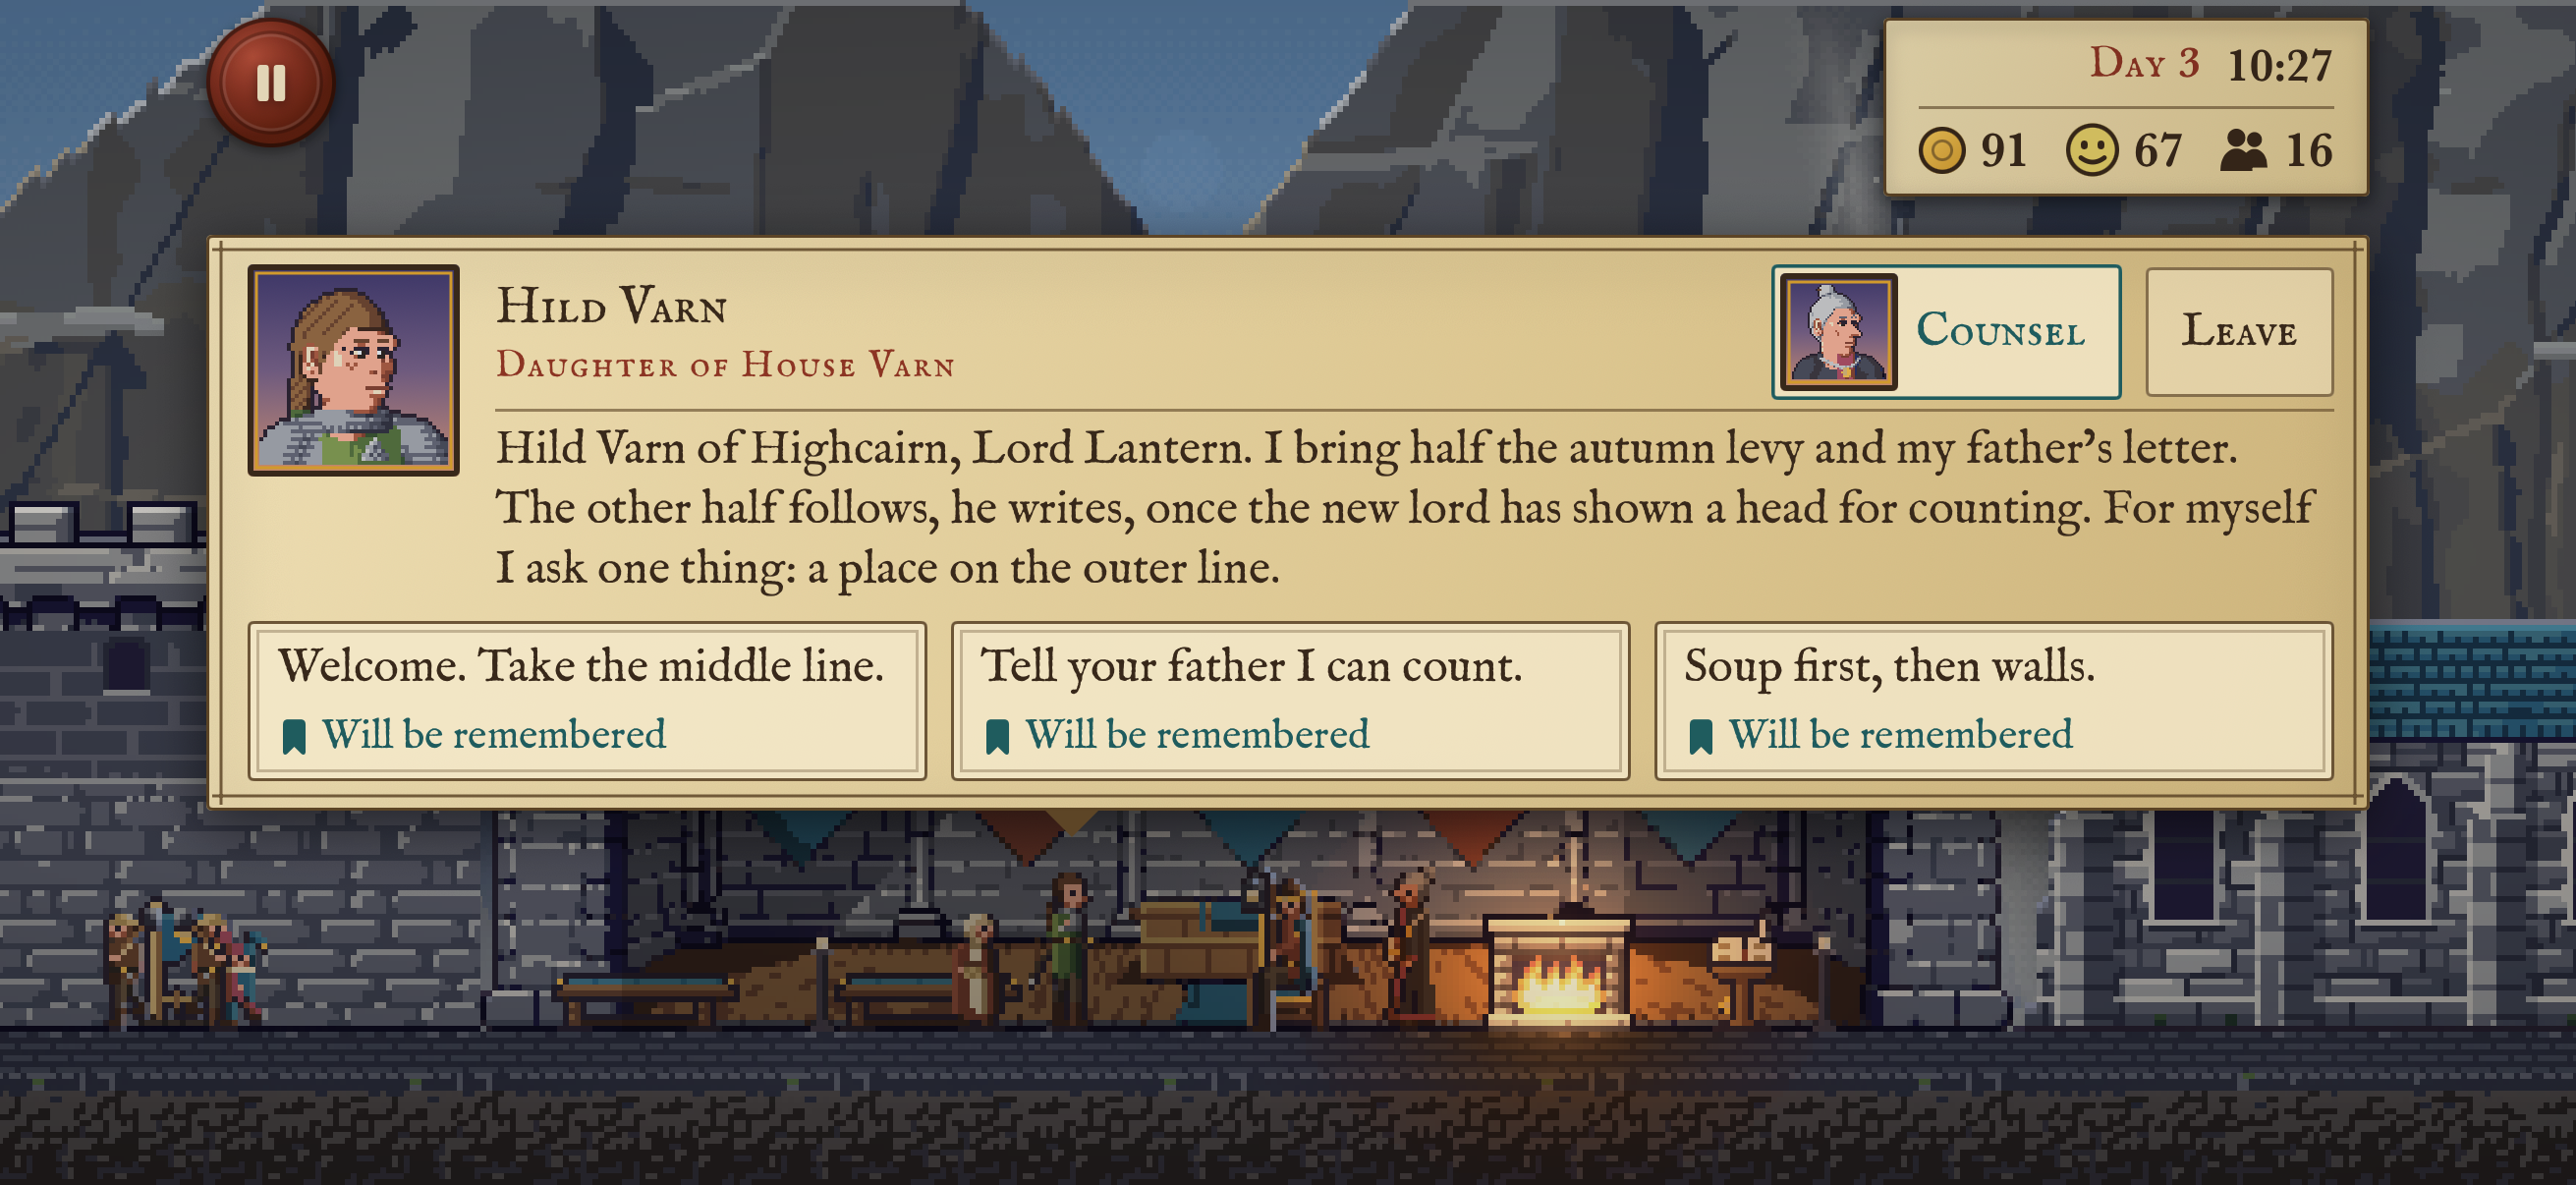 Day 3 10:27
91 67 16
Hild Varn
Daughter of House Varn
Counsel
Leave
Hild Varn of Highcairn, Lord Lantern. I bring half the autumn levy and my father’s letter.
The other half follows, he writes, once the new lord has shown a head for counting. For myself
I ask one thing: a place on the outer line.
Welcome. Take the middle line.
Will be remembered
Tell your father I can count.
Will be remembered
Soup first, then walls.
Will be remembered